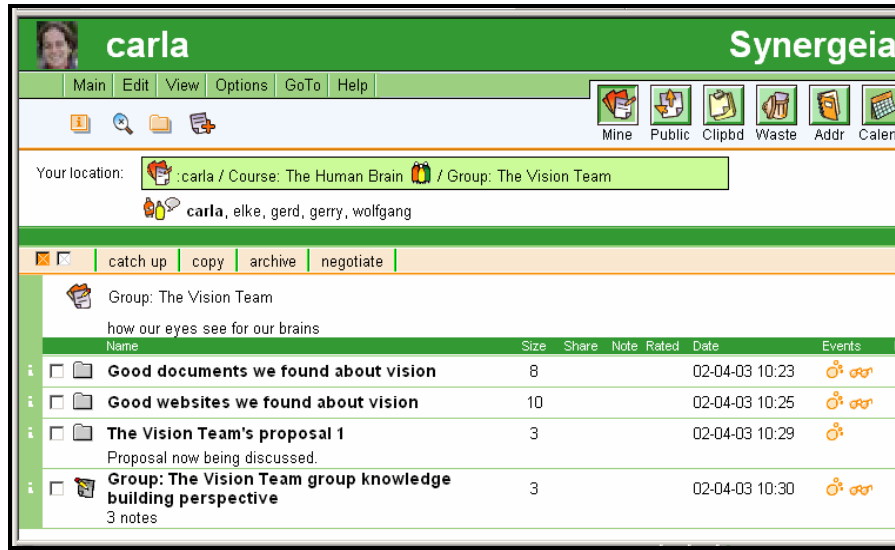 carla Synergeia
Main Edit View Options GoTo Help
Mine Public Clipbd Waste Addr Calen
Your location: :carla / Course: The Human Brain / Group: The Vision Team
carla, elke, gerd, gerry, wolfgang
catch up copy archive negotiate
Group: The Vision Team
how our eyes see for our brains
Name Size Share Note Rated Date Events
Good documents we found about vision 8 02-04-03 10:23
Good websites we found about vision 10 02-04-03 10:25
The Vision Team's proposal 1 3 02-04-03 10:29
Proposal now being discussed.
Group: The Vision Team group knowledge
building perspective 3 02-04-03 10:30
3 notes